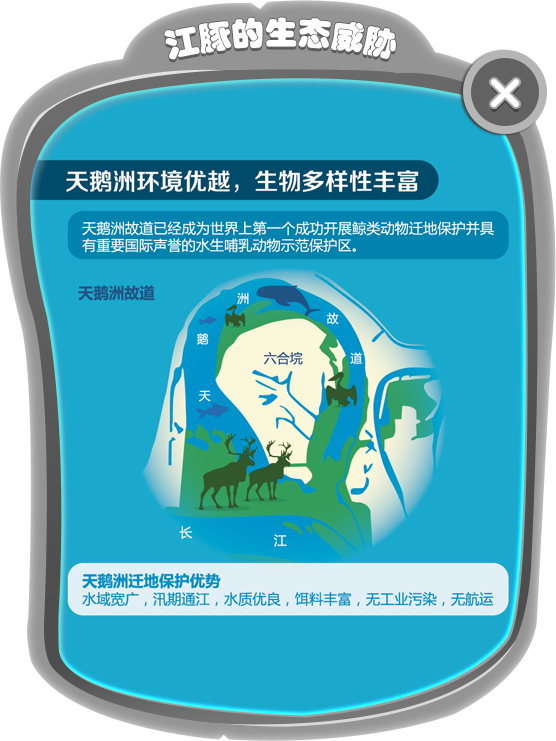 江豚的生态威胁
天鹅洲环境优越，生物多样性丰富
天鹅洲故道已经成为世界上第一个成功开展鲸类动物迁地保护并具
有重要国际声誉的水生哺乳动物示范保护区。
天鹅洲故道
天鹅洲故道
六合垸
长江
天鹅洲迁地保护优势
水域宽广，汛期通江，水质优良，饵料丰富，无工业污染，无航运